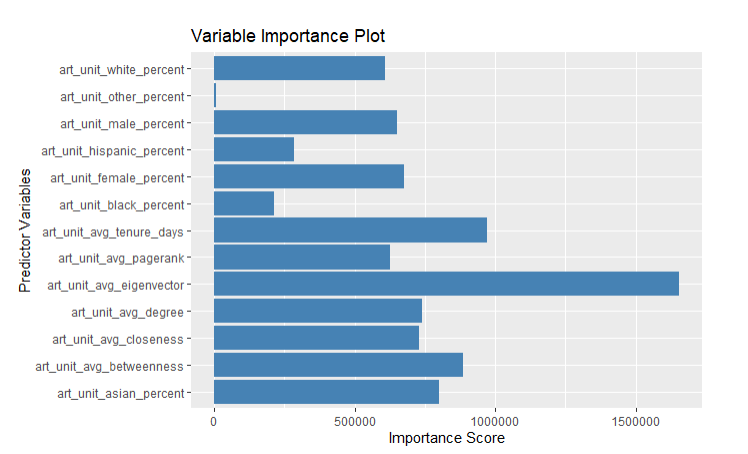 Variable Importance Plot
Predictor Variables
art_unit_white_percent
art_unit_other_percent
art_unit_male_percent
art_unit_hispanic_percent
art_unit_female_percent
art_unit_black_percent
art_unit_avg_tenure_days
art_unit_avg_pagerank
art_unit_avg_eigenvector
art_unit_avg_degree
art_unit_avg_closeness
art_unit_avg_betweenness
art_unit_asian_percent
0 500000 1000000 1500000
Importance Score